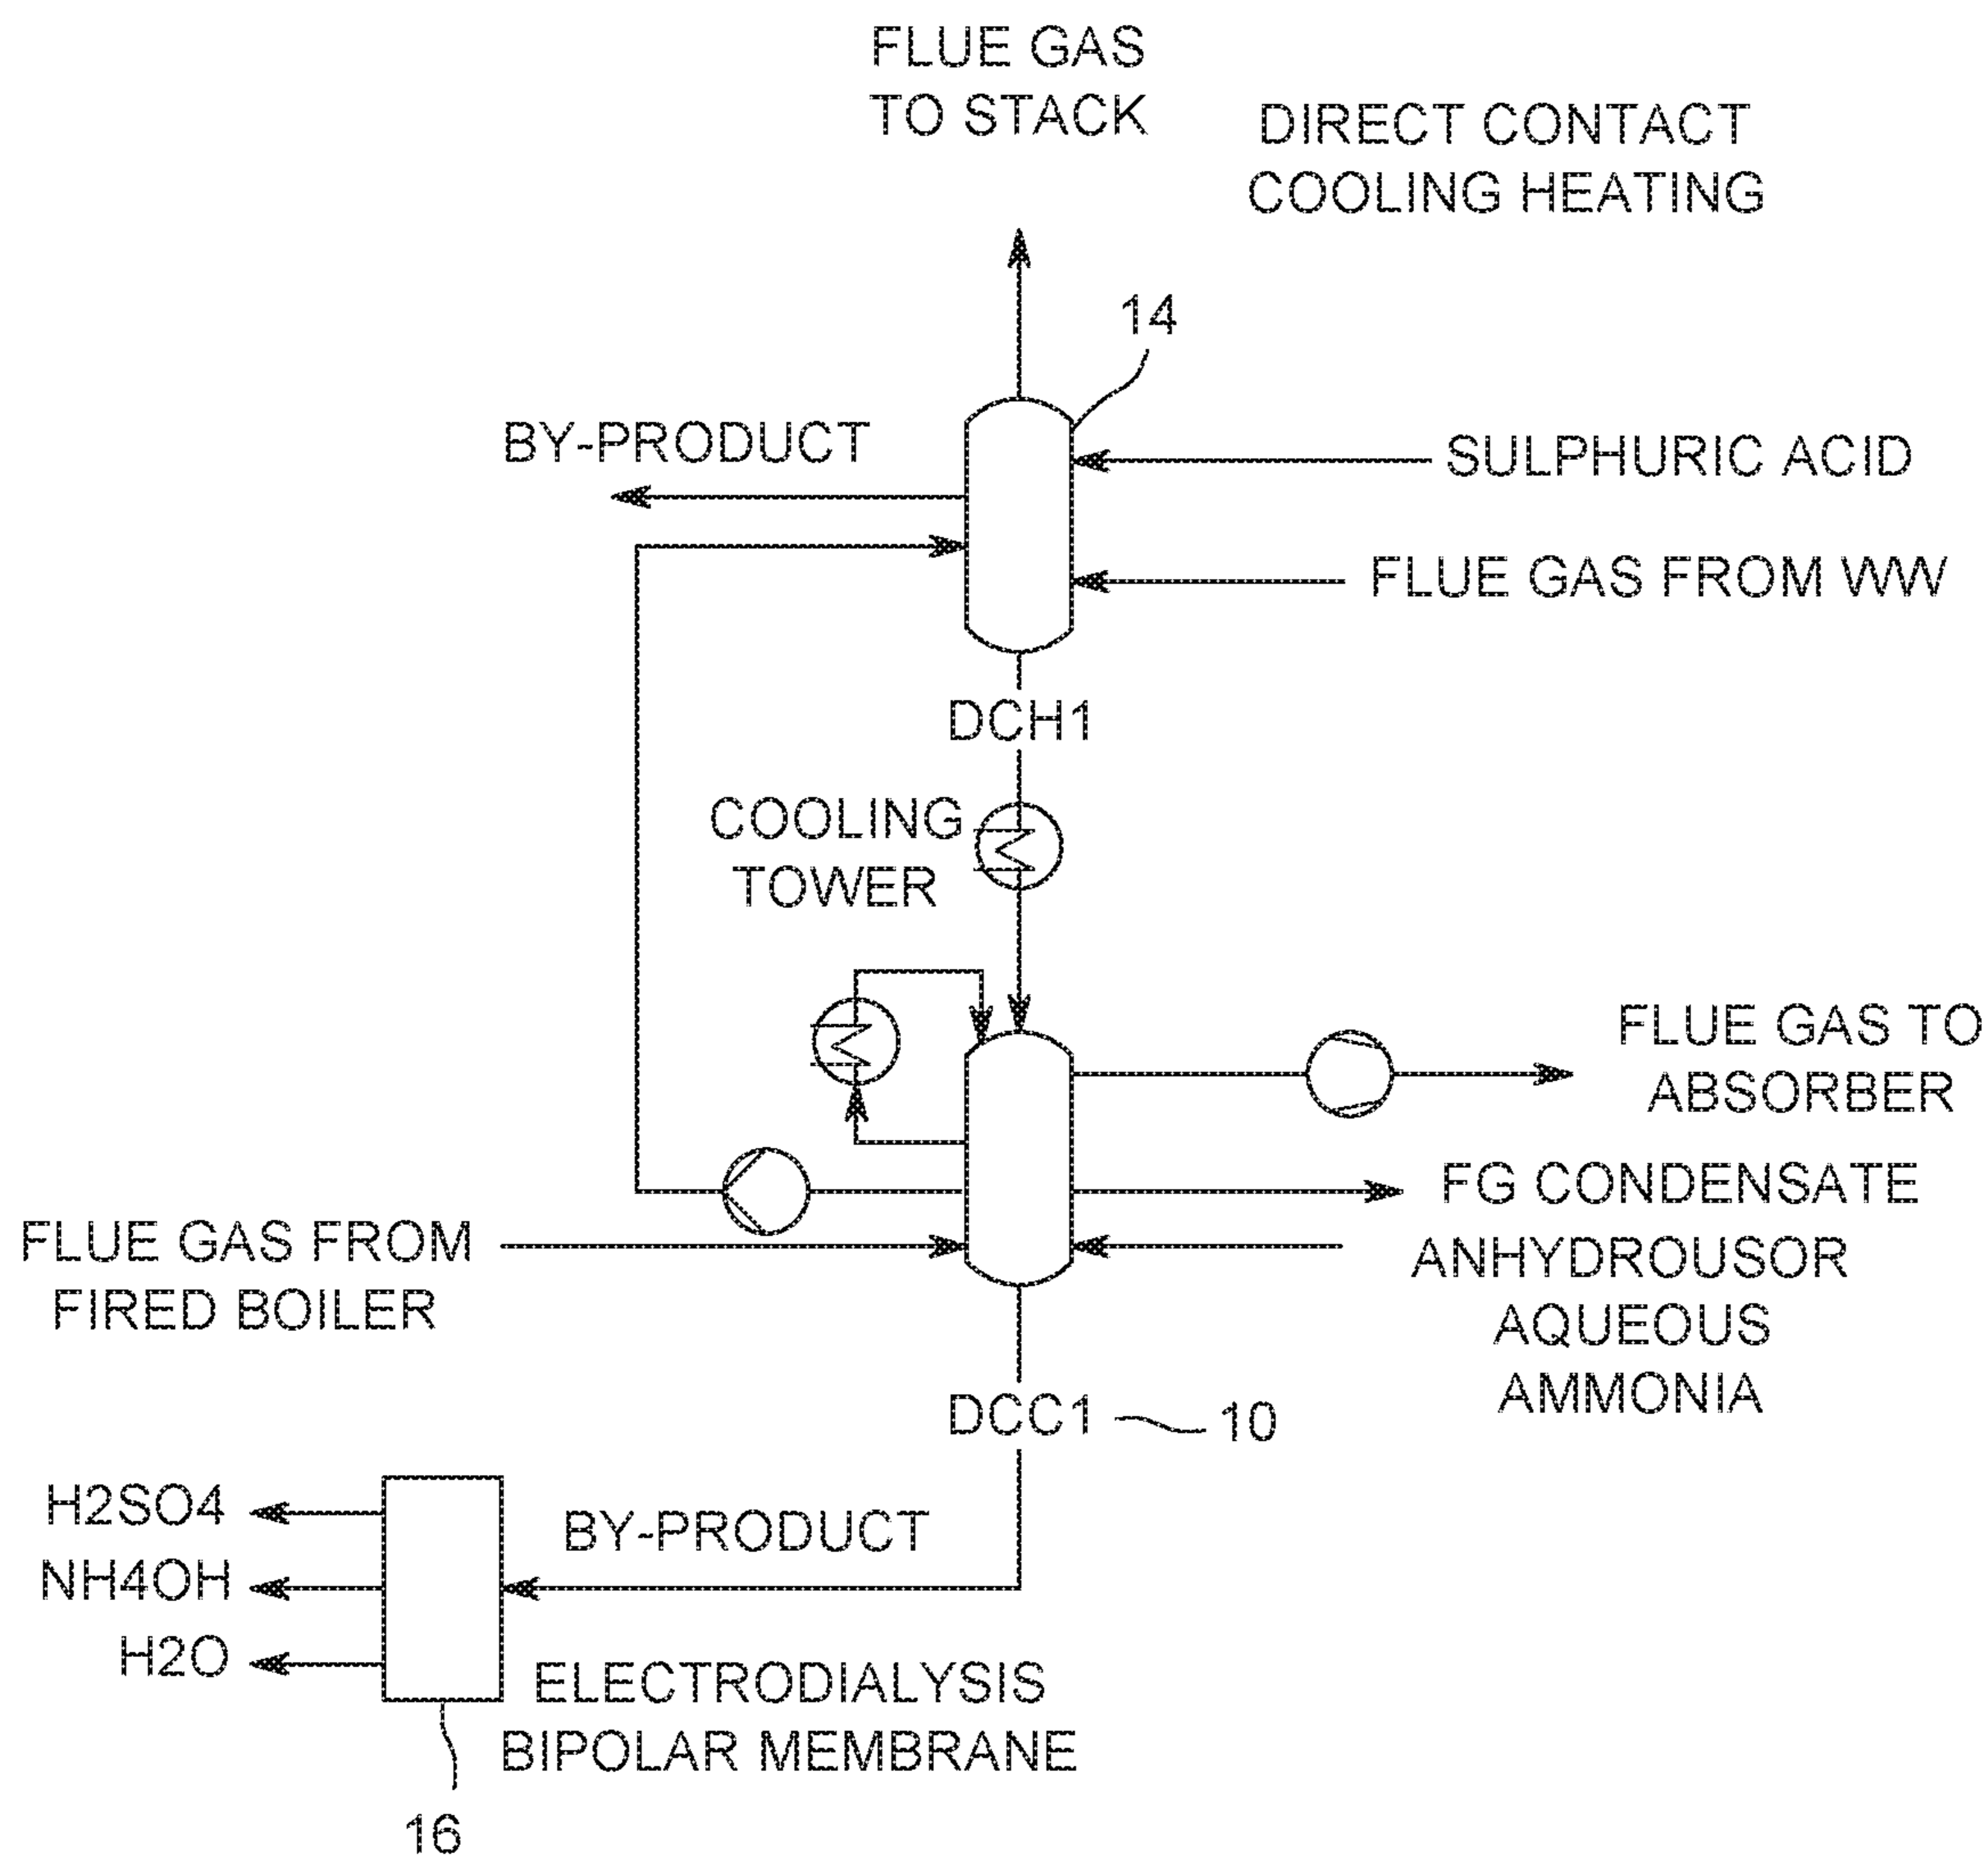 FLUE GAS
TO STACK
DIRECT CONTACT
COOLING HEATING
14
BY-PRODUCT
SULPHURIC ACID
FLUE GAS FROM WW
DCH1
COOLING
TOWER
FLUE GAS TO
ABSORBER
FG CONDENSATE
FLUE GAS FROM
FIRED BOILER
ANHYDROUSOR
AQUEOUS
AMMONIA
DCC1
10
H2SO4
NH4OH
H2O
BY-PRODUCT
ELECTRODIALYSIS
BIPOLAR MEMBRANE
16